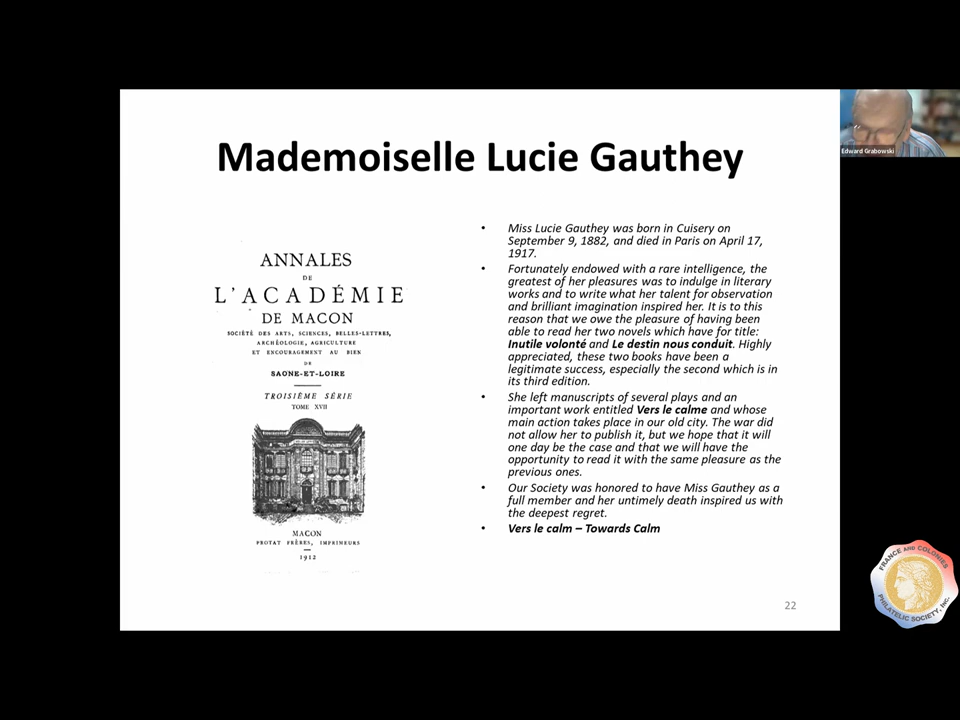 Mademoiselle Lucie Gauthey
Edward Grabowski
ANNALES
DE
L'ACADÉMIE
DE MACON
SOCIÉTÉ DES ARTS, SCIENCES, BELLES-LETTRES,
ARCHÉOLOGIE, AGRICULTURE
ET ENCOURAGEMENT AU BIEN
DE
SAONE-ET-LOIRE
TROISIÈME SÉRIE
TOME XVII
MACON
PROTAT FRÈRES, IMPRIMEURS
1912
• Miss Lucie Gauthey was born in Cuisery on
September 9, 1882, and died in Paris on April 17,
1917.
• Fortunately endowed with a rare intelligence, the
greatest of her pleasures was to indulge in literary
works and to write what her talent for observation
and brilliant imagination inspired her. It is to this
reason that we owe the pleasure of having been
able to read her two novels which have for title:
Inutile volonté and Le destin nous conduit. Highly
appreciated, these two books have been a
legitimate success, especially the second which is in
its third edition.
• She left manuscripts of several plays and an
important work entitled Vers le calme and whose
main action takes place in our old city. The war did
not allow her to publish it, but we hope that it will
one day be the case and that we will have the
opportunity to read it with the same pleasure as the
previous ones.
• Our Society was honored to have Miss Gauthey as a
full member and her untimely death inspired us with
the deepest regret.
• Vers le calm – Towards Calm
22
FRANCE AND COLONIES
PHILATELIC SOCIETY, Inc.